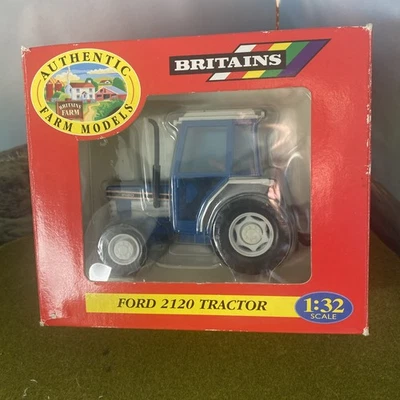 AUTHENTIC
BRITAINS
FARM MODELS
BRITAINS
FARM
FORD 2120 TRACTOR
1:32
SCALE